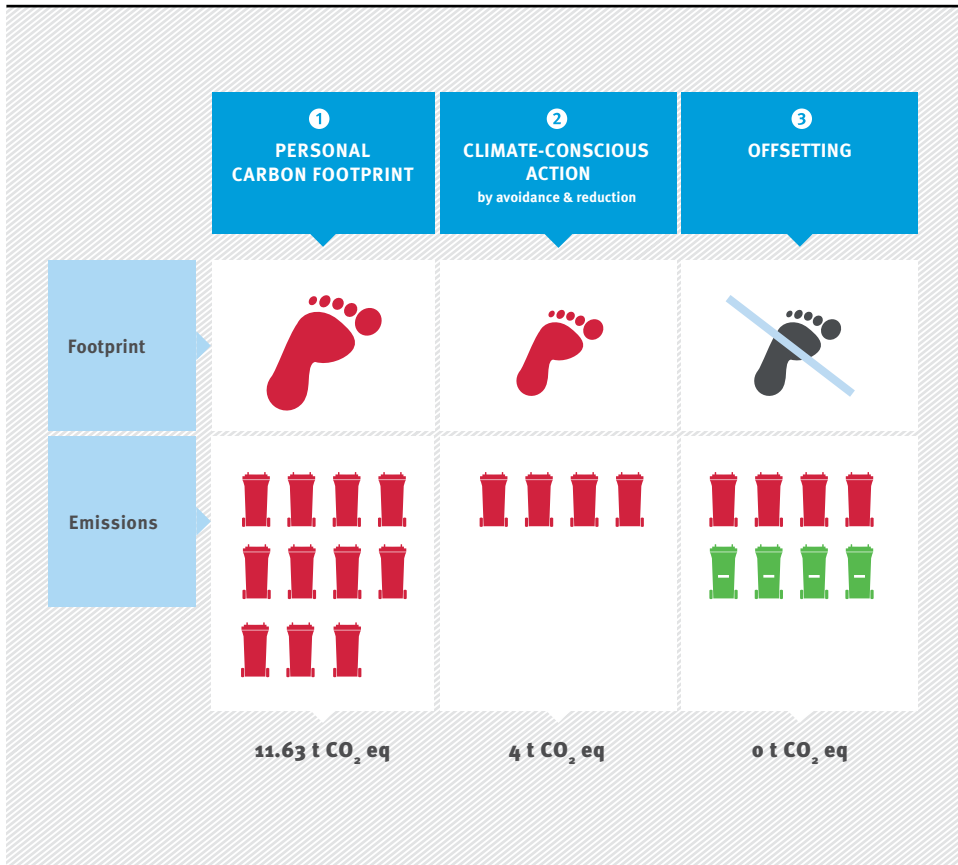 1
PERSONAL
CARBON FOOTPRINT
2
CLIMATE-CONSCIOUS
ACTION
by avoidance & reduction
3
OFFSETTING
Footprint
Emissions
11.63 t CO₂ eq
4 t CO₂ eq
0 t CO₂ eq